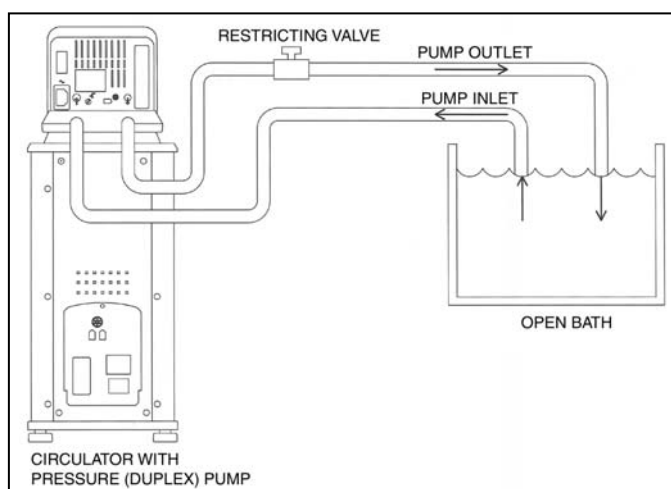 RESTRICTING VALVE
PUMP OUTLET
PUMP INLET
OPEN BATH
CIRCULATOR WITH
PRESSURE (DUPLEX) PUMP